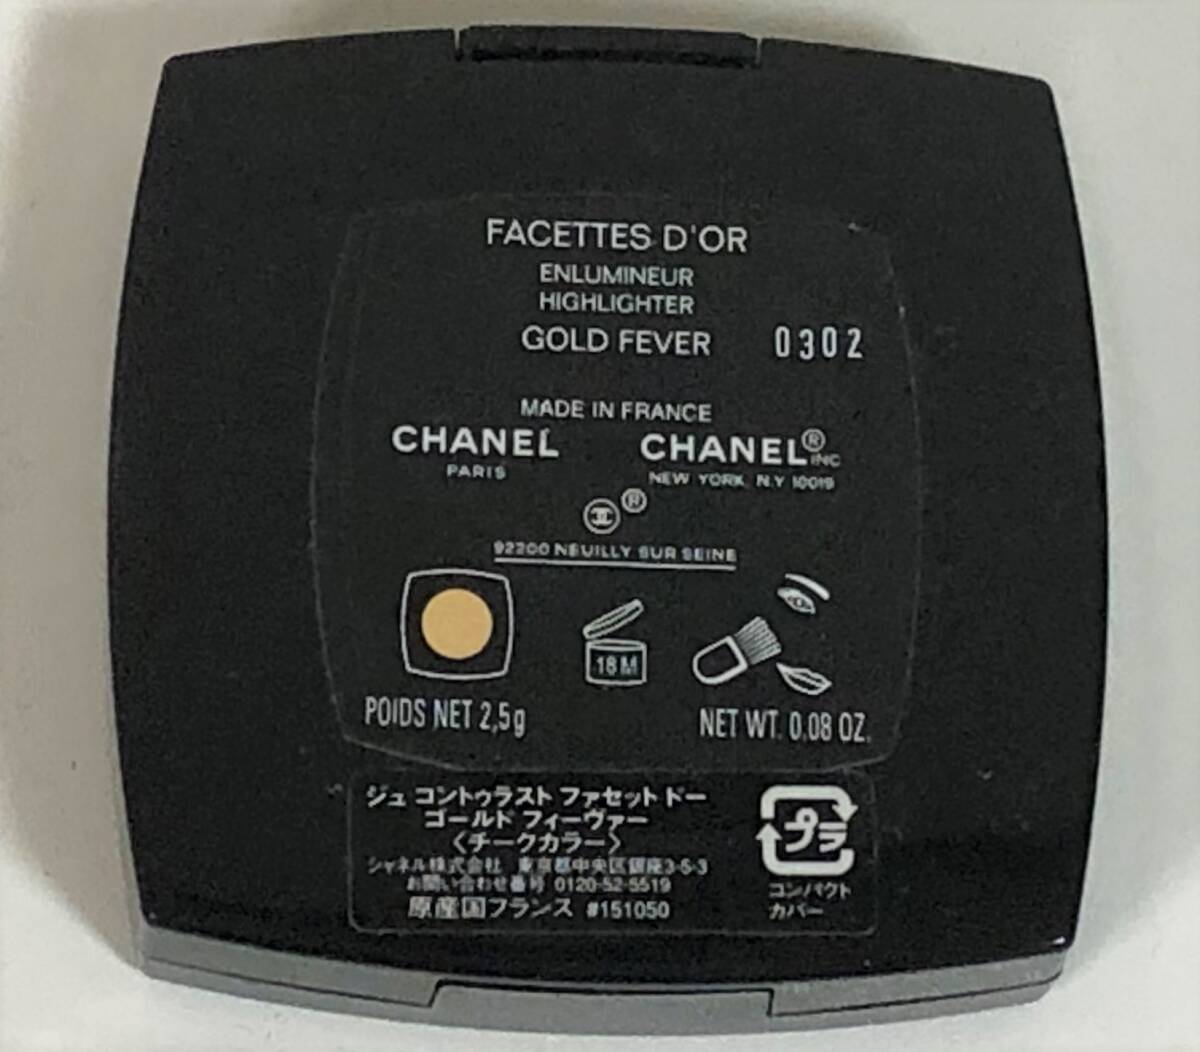 FACETTES D'OR
ENLUMINEUR
HIGHLIGHTER
GOLD FEVER 0302
MADE IN FRANCE
CHANEL CHANEL® INC
PARIS NEW YORK, N.Y 10019
®
92200 NEUILLY SUR SEINE
18M
POIDS NET 2,5g NET WT. 0.08 OZ.
ジュ コントゥラスト ファセット ドー
ゴールド フィーヴァー
〈チークカラー〉
シャネル株式会社 東京都中央区銀座3-5-3
お問い合わせ番号 0120-52-5519
原産国フランス #151050
プラ
コンパクト
カバー